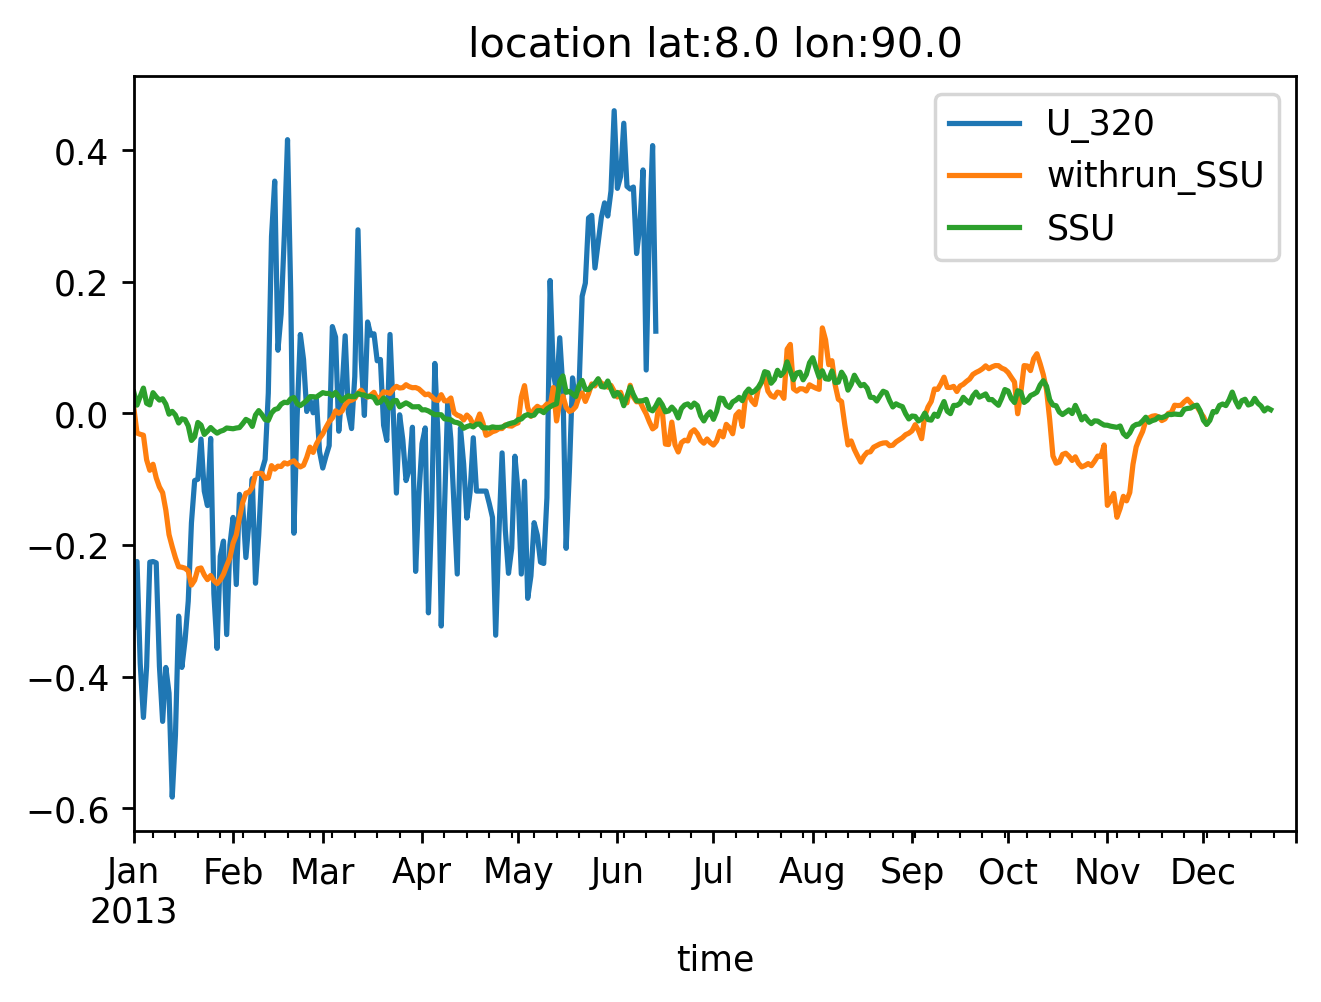 location lat:8.0 lon:90.0
U_320
withrun_SSU
SSU
0.4
0.2
0.0
−0.2
−0.4
−0.6
Jan Feb Mar Apr May Jun Jul Aug Sep Oct Nov Dec
2013
time